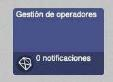 Gestión de operadores
0 notificaciones